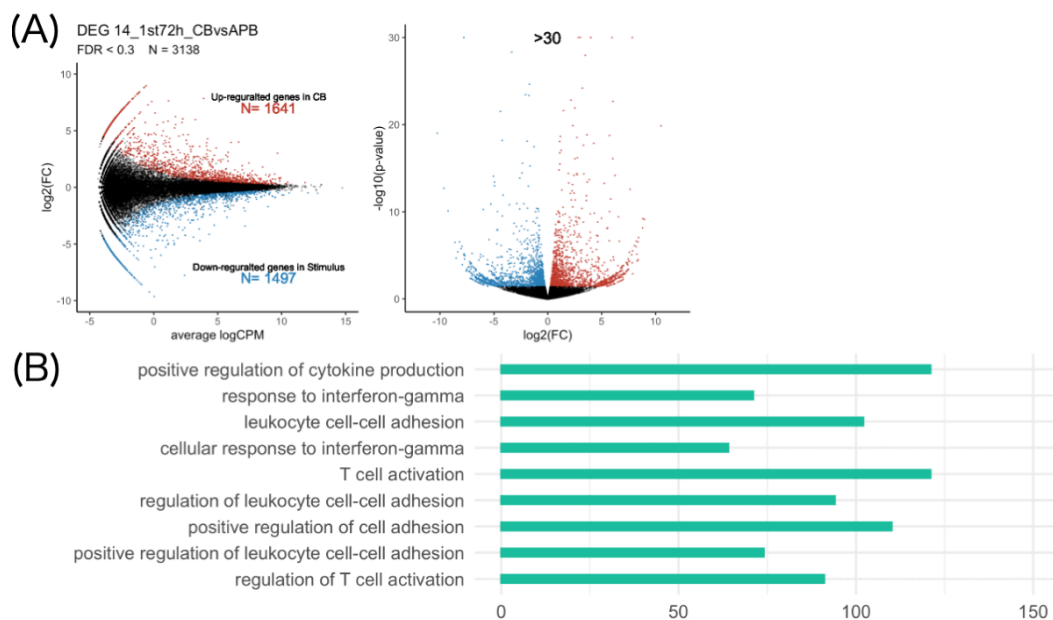 (A)
DEG 14_1st72h_CBvsAPB
FDR < 0.3 N = 3138
10
5
0
-5
-10
log2(FC)
Up-reguralted genes in CB
N= 1641
Down-reguralted genes in Stimulus
N= 1497
-5 0 5 10 15
average logCPM
>30
30
20
10
0
-log10(p-value)
-10 -5 0 5 10
log2(FC)
(B)
positive regulation of cytokine production
response to interferon-gamma
leukocyte cell-cell adhesion
cellular response to interferon-gamma
T cell activation
regulation of leukocyte cell-cell adhesion
positive regulation of cell adhesion
positive regulation of leukocyte cell-cell adhesion
regulation of T cell activation
0 50 100 150